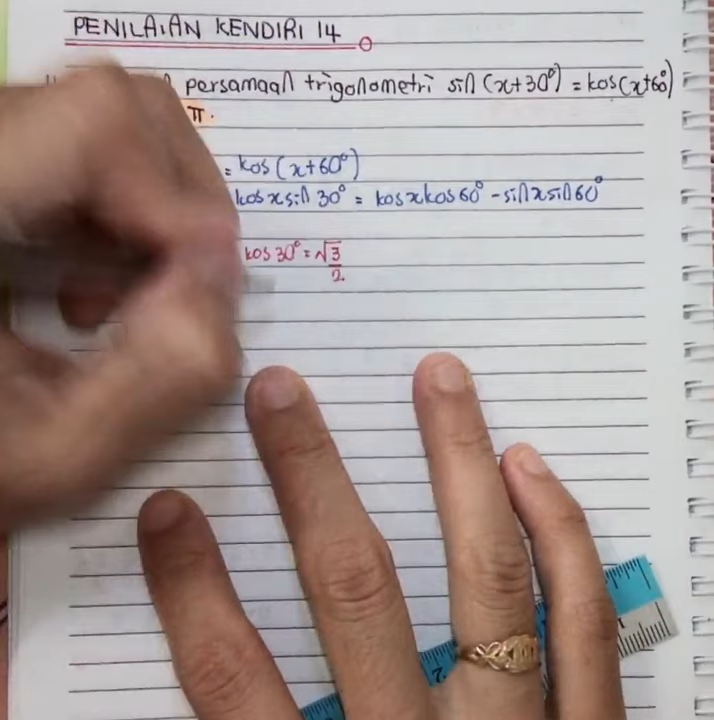 PENILAIAN KENDIRI 14
persamaan trigonometri sin (x+30°) = kos(x+60°)
π.
= kos (x+60°)
kos x sin 30° = kos x kos 60° - sin x sin 60°
kos 30° = √3/2
7